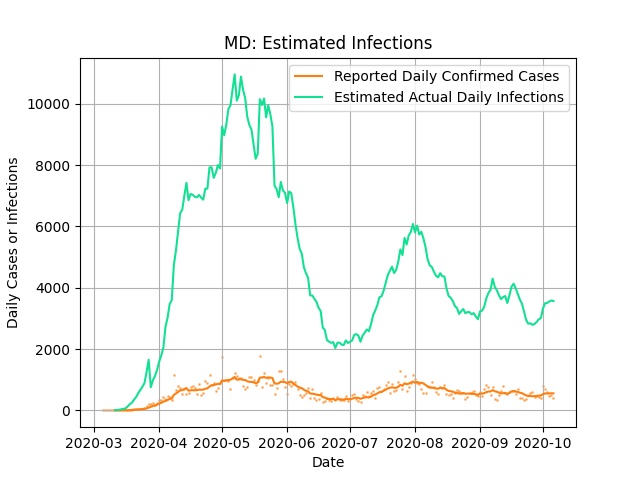 MD: Estimated Infections
Reported Daily Confirmed Cases
Estimated Actual Daily Infections
Daily Cases or Infections
10000
8000
6000
4000
2000
0
2020-03 2020-04 2020-05 2020-06 2020-07 2020-08 2020-09 2020-10
Date